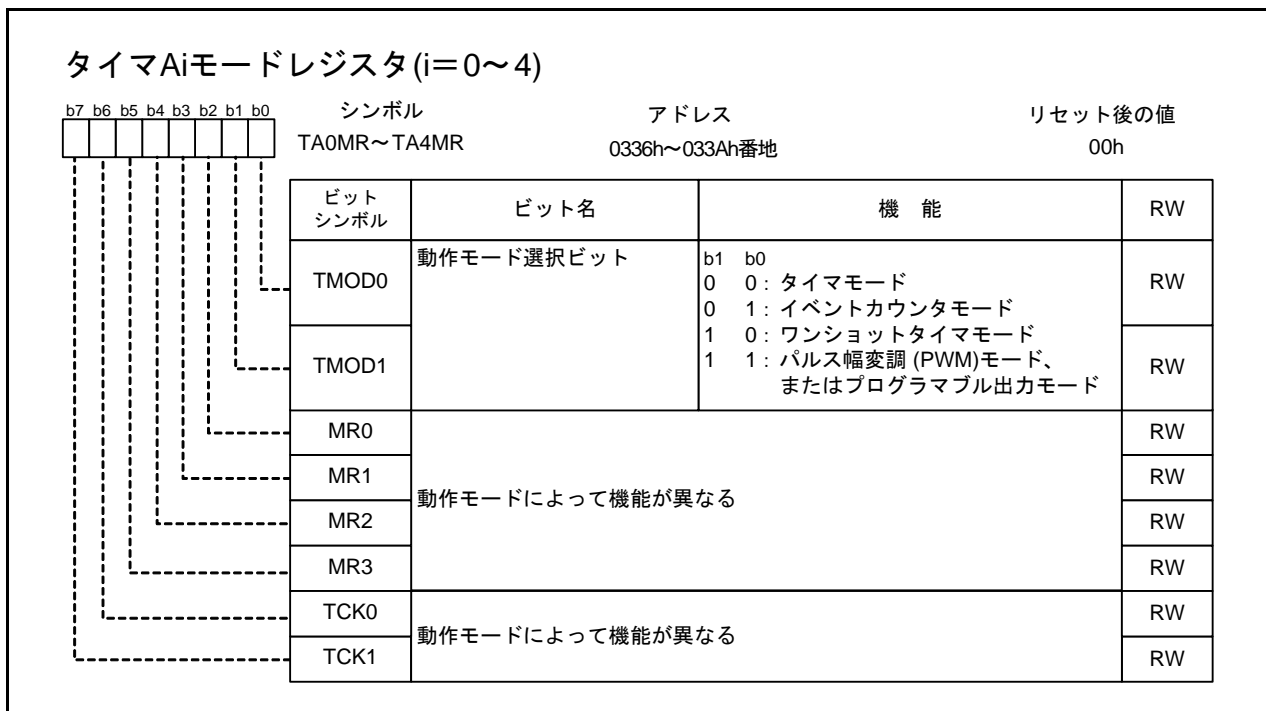 タイマAiモードレジスタ(i＝0～4)
b7 b6 b5 b4 b3 b2 b1 b0
シンボル
アドレス
リセット後の値
TA0MR～TA4MR
0336h～033Ah番地
00h
ビット
シンボル
ビット名
機 能
RW
TMOD0
動作モード選択ビット
b1 b0
0 0 : タイマモード
0 1 : イベントカウンタモード
1 0 : ワンショットタイマモード
1 1 : パルス幅変調 (PWM)モード、
またはプログラマブル出力モード
RW
TMOD1
RW
MR0
動作モードによって機能が異なる
RW
MR1
RW
MR2
RW
MR3
RW
TCK0
動作モードによって機能が異なる
RW
TCK1
RW